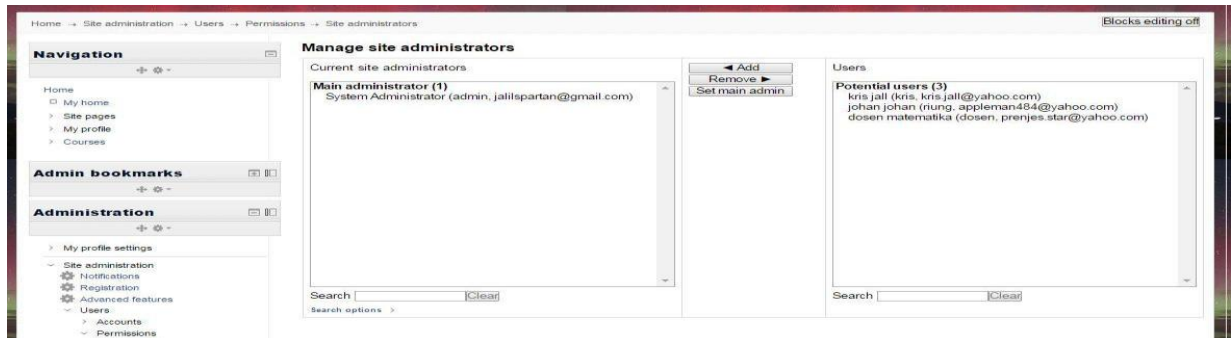 Home → Site administration → Users → Permissions → Site administrators
Blocks editing off
Navigation
Home
My home
Site pages
My profile
Courses
Admin bookmarks
Administration
My profile settings
Site administration
Notifications
Registration
Advanced features
Users
Accounts
Permissions
Manage site administrators
Current site administrators
Main administrator (1)
System Administrator (admin, jalilspartan@gmail.com)
Search
Clear
Search options
◄ Add
Remove ►
Set main admin
Users
Potential users (3)
kris jall (kris, kris.jall@yahoo.com)
johan johan (riung, appleman484@yahoo.com)
dosen matematika (dosen, prenjes.star@yahoo.com)
Search
Clear